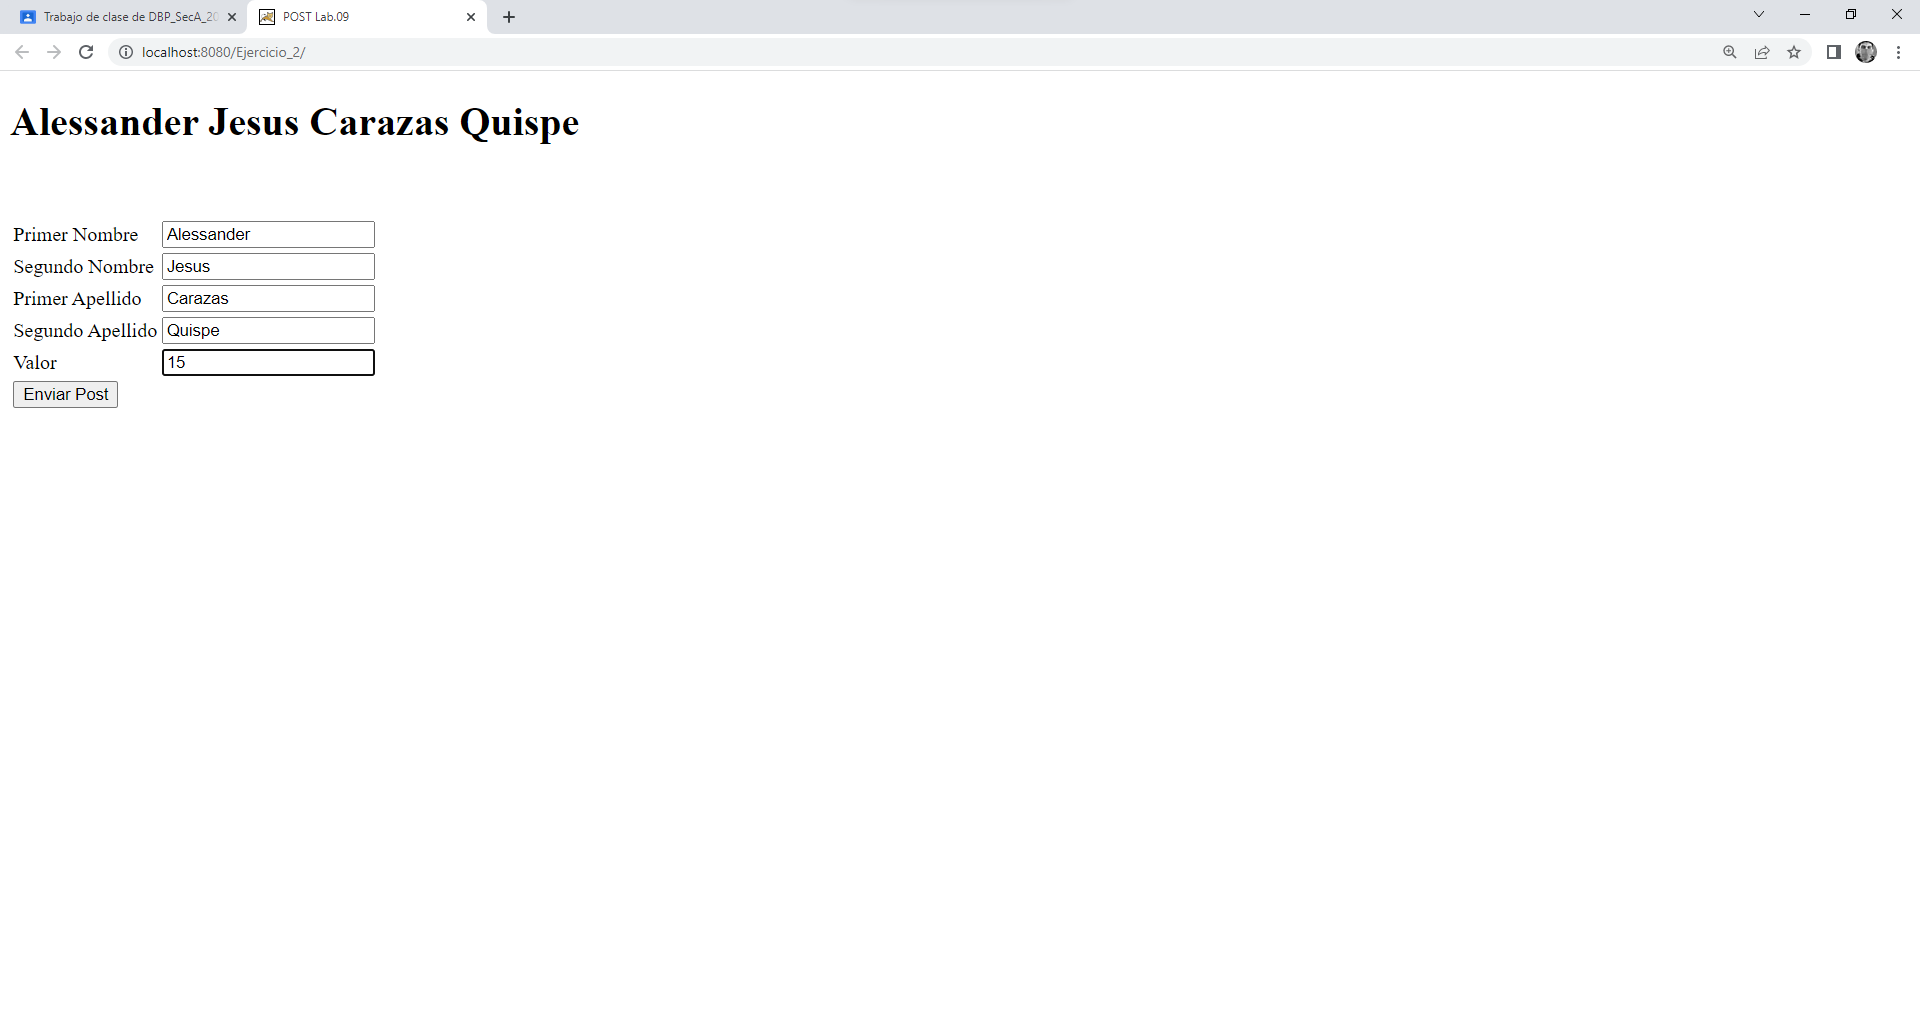 Trabajo de clase de DBP_SecA_20
POST Lab.09
localhost:8080/Ejercicio_2/
Alessander Jesus Carazas Quispe
Primer Nombre Alessander
Segundo Nombre Jesus
Primer Apellido Carazas
Segundo Apellido Quispe
Valor 15
Enviar Post